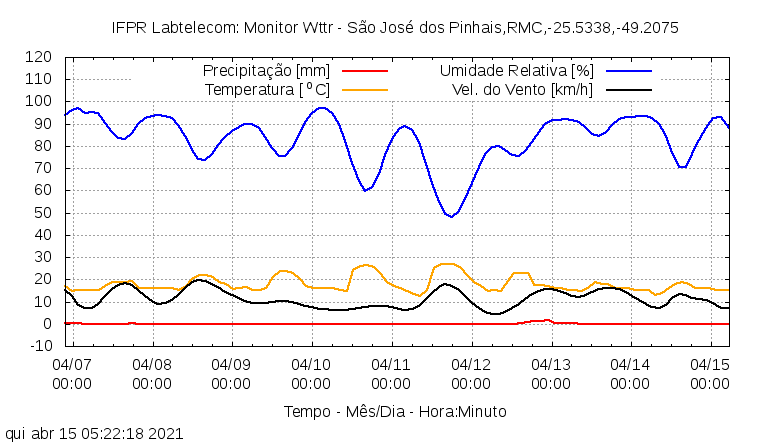 IFPR Labtelecom: Monitor Wttr - São José dos Pinhais,RMC,-25.5338,-49.2075
120
110
100
90
80
70
60
50
40
30
20
10
0
-10
Precipitação [mm]
Temperatura [⁰C]
Umidade Relativa [%]
Vel. do Vento [km/h]
04/07 04/08 04/09 04/10 04/11 04/12 04/13 04/14 04/15
00:00 00:00 00:00 00:00 00:00 00:00 00:00 00:00 00:00
Tempo - Mês/Dia - Hora:Minuto
qui abr 15 05:22:18 2021